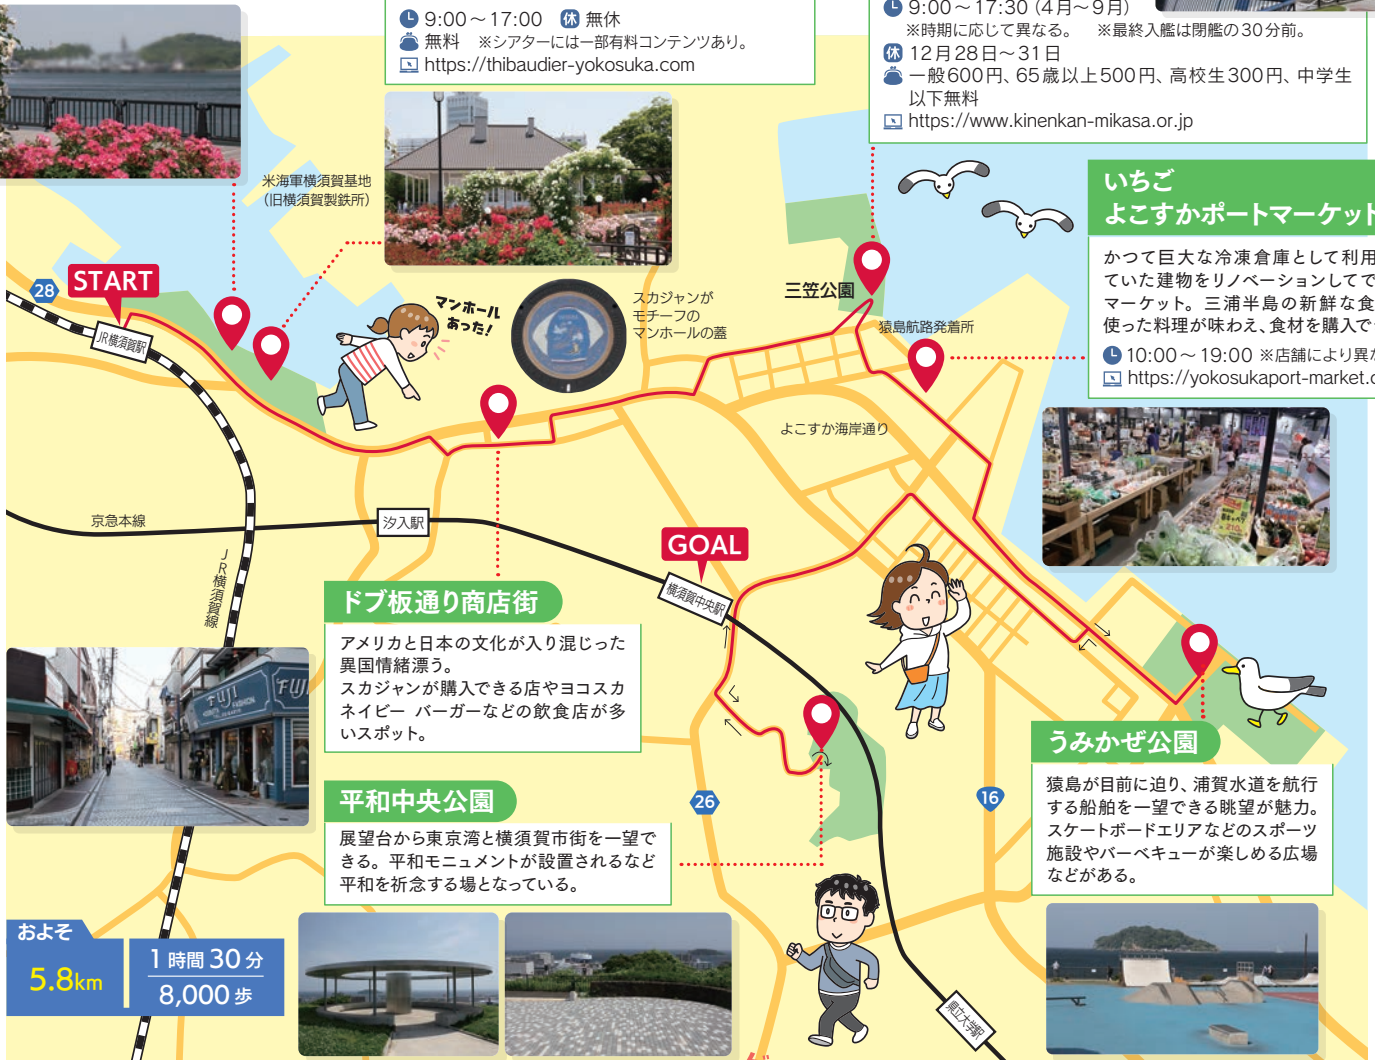 9:00～17:00 休 無休
無料 ※シアターには一部有料コンテンツあり。
https://thibaudier-yokosuka.com
9:00～17:30（4月～9月）
※時期に応じて異なる。 ※最終入艦は閉艦の30分前。
休 12月28日～31日
一般600円、65歳以上500円、高校生300円、中学生
以下無料
https://www.kinenkan-mikasa.or.jp
米海軍横須賀基地
（旧横須賀製鉄所）
いちご
よこすかポートマーケット
かつて巨大な冷凍倉庫として利用
ていた建物をリノベーションしてで
マーケット。三浦半島の新鮮な食
使った料理が味わえ、食材を購入で
10:00～19:00 ※店舗により異な
https://yokosukaport-market.c
28
START
JR横須賀駅
マンホール
あった!
スカジャンが
モチーフの
マンホールの蓋
三笠公園
猿島航路発着所
よこすか海岸通り
京急本線
汐入駅
JR横須賀線
GOAL
横須賀中央駅
ドブ板通り商店街
アメリカと日本の文化が入り混じった
異国情緒漂う。
スカジャンが購入できる店やヨコスカ
ネイビー バーガーなどの飲食店が多
いスポット。
FUJI
FUJI
FASHION
平和中央公園
展望台から東京湾と横須賀市街を一望で
きる。平和モニュメントが設置されるなど
平和を祈念する場となっている。
26
16
うみかぜ公園
猿島が目前に迫り、浦賀水道を航行
する船舶を一望できる眺望が魅力。
スケートボードエリアなどのスポーツ
施設やバーベキューが楽しめる広場
などがある。
およそ
5.8km
1時間30分
8,000歩
県立大学駅